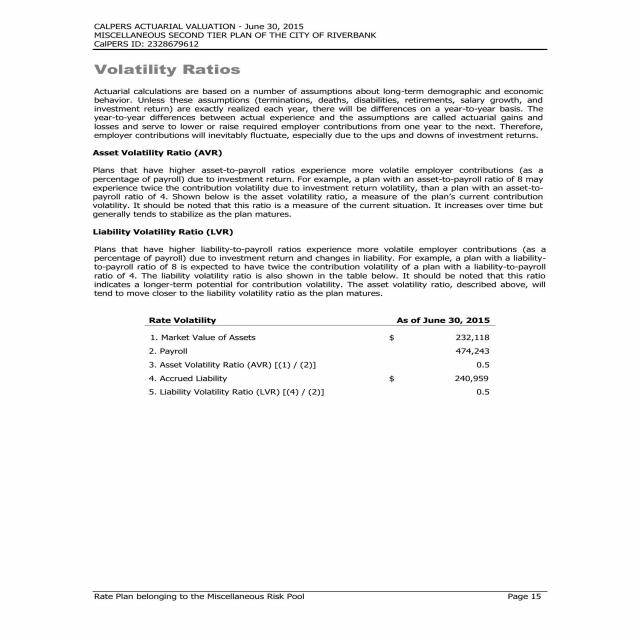 CALPERS ACTUARIAL VALUATION - June 30, 2015
MISCELLANEOUS SECOND TIER PLAN OF THE CITY OF RIVERBANK
CalPERS ID: 2328679612
Volatility Ratios
Actuarial calculations are based on a number of assumptions about long-term demographic and economic
behavior. Unless these assumptions (terminations, deaths, disabilities, retirements, salary growth, and
investment return) are exactly realized each year, there will be differences on a year-to-year basis. The
year-to-year differences between actual experience and the assumptions are called actuarial gains and
losses and serve to lower or raise required employer contributions from one year to the next. Therefore,
employer contributions will inevitably fluctuate, especially due to the ups and downs of investment returns.
Asset Volatility Ratio (AVR)
Plans that have higher asset-to-payroll ratios experience more volatile employer contributions (as a
percentage of payroll) due to investment return. For example, a plan with an asset-to-payroll ratio of 8 may
experience twice the contribution volatility due to investment return volatility, than a plan with an asset-to-
payroll ratio of 4. Shown below is the asset volatility ratio, a measure of the plan's current contribution
volatility. It should be noted that this ratio is a measure of the current situation. It increases over time but
generally tends to stabilize as the plan matures.
Liability Volatility Ratio (LVR)
Plans that have higher liability-to-payroll ratios experience more volatile employer contributions (as a
percentage of payroll) due to investment return and changes in liability. For example, a plan with a liability-
to-payroll ratio of 8 is expected to have twice the contribution volatility of a plan with a liability-to-payroll
ratio of 4. The liability volatility ratio is also shown in the table below. It should be noted that this ratio
indicates a longer-term potential for contribution volatility. The asset volatility ratio, described above, will
tend to move closer to the liability volatility ratio as the plan matures.
Rate Volatility As of June 30, 2015
1. Market Value of Assets $ 232,118
2. Payroll 474,243
3. Asset Volatility Ratio (AVR) [(1) / (2)] 0.5
4. Accrued Liability $ 240,959
5. Liability Volatility Ratio (LVR) [(4) / (2)] 0.5
Rate Plan belonging to the Miscellaneous Risk Pool Page 15